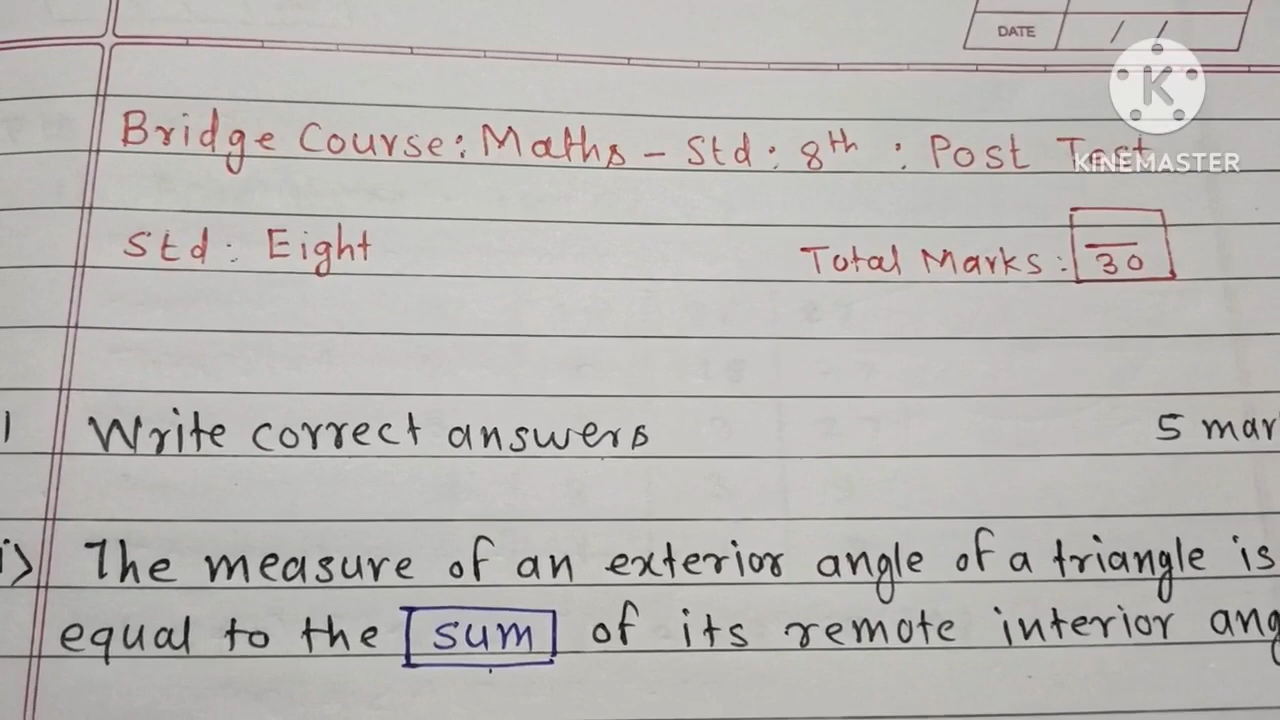 DATE / /
K
KINEMASTER
Bridge Course: Maths - Std: 8th : Post Test
Std: Eight Total Marks: 30
1 Write correct answers 5 mar
i) The measure of an exterior angle of a triangle is
equal to the sum of its remote interior ang